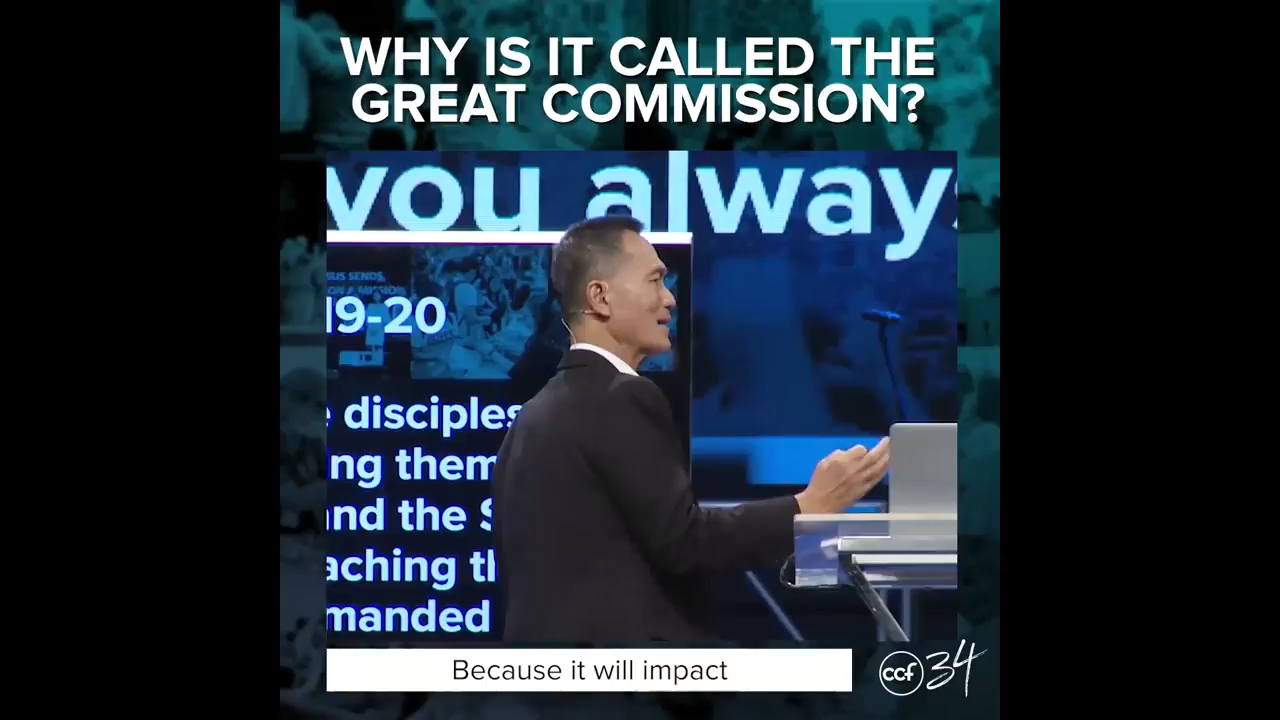 WHY IS IT CALLED THE
GREAT COMMISSION?
you always
19-20
disciples
ing them
and the S
aching th
manded
Because it will impact
ccf 34